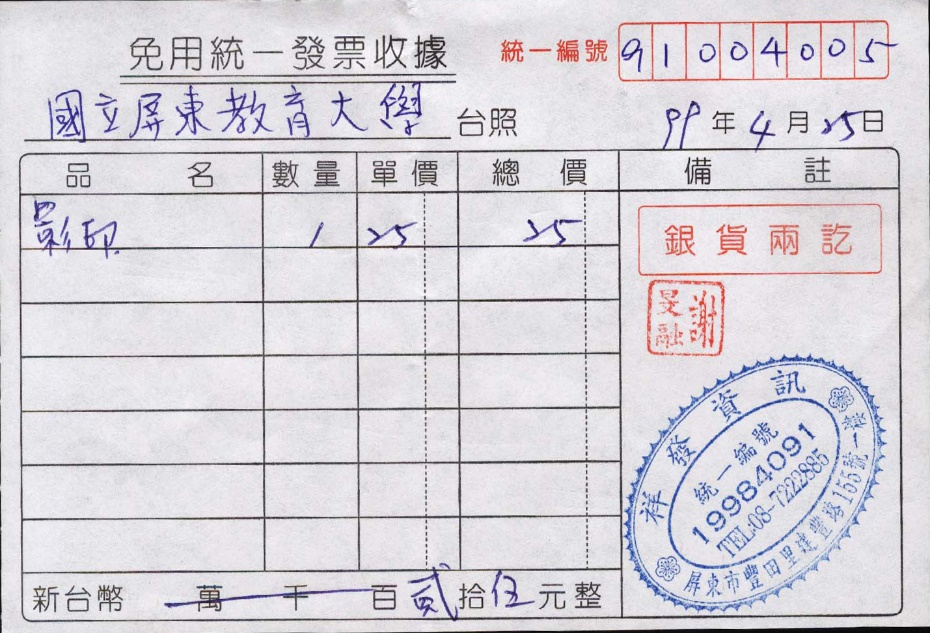 免用統一發票收據
統一編號 91004005
國立屏東教育大學 台照
99年4月25日
品名 數量 單價 總價 備註
影印 1 25 25
銀貨兩訖
謝旻融
祥發資訊
統一編號
19984091
TEL:08-7222885
屏東市豐田里建豐路155號一樓
新台幣 萬 千 百 貳 拾 伍 元整